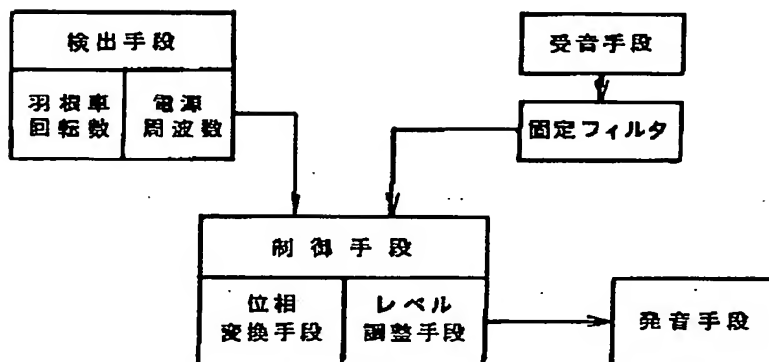 検出手段
羽根車
回転数
電源
周波数
受音手段
固定フィルタ
制御手段
位相
変換手段
レベル
調整手段
発音手段